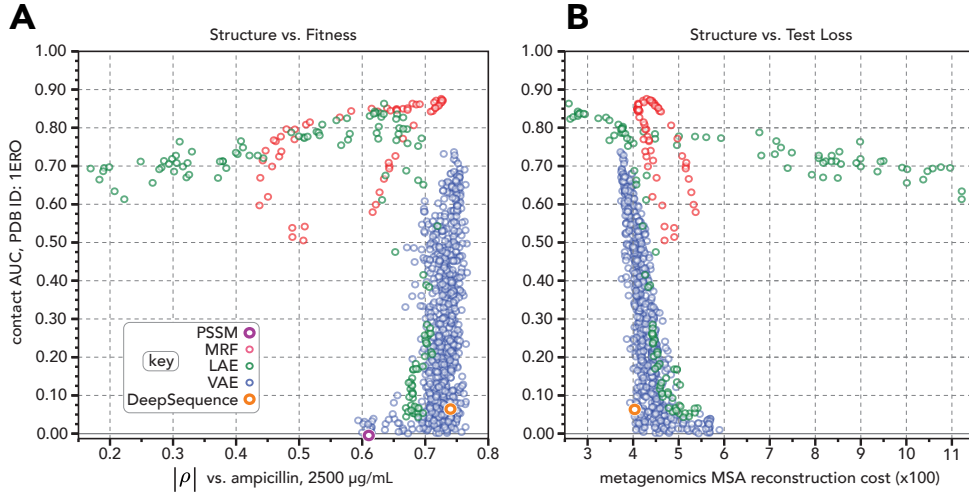 A
B
Structure vs. Fitness
Structure vs. Test Loss
contact AUC, PDB ID: 1ERO
1.00
0.90
0.80
0.70
0.60
0.50
0.40
0.30
0.20
0.10
0.00
1.00
0.90
0.80
0.70
0.60
0.50
0.40
0.30
0.20
0.10
0.00
key
PSSM
MRF
LAE
VAE
DeepSequence
0.2 0.3 0.4 0.5 0.6 0.7 0.8
3 4 5 6 7 8 9 10 11
|ρ| vs. ampicillin, 2500 µg/mL
metagenomics MSA reconstruction cost (x100)